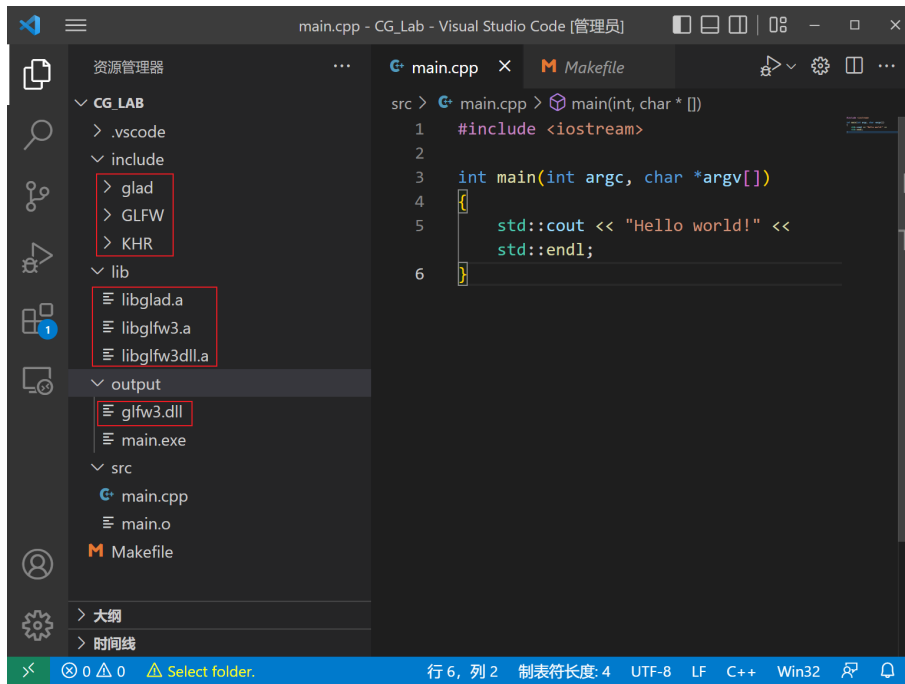 main.cpp - CG_Lab - Visual Studio Code [管理员]
资源管理器
CG_LAB
.vscode
include
glad
GLFW
KHR
lib
libglad.a
libglfw3.a
libglfw3dll.a
output
glfw3.dll
main.exe
src
main.cpp
main.o
Makefile
大纲
时间线
1
main.cpp
Makefile
src > main.cpp > main(int, char * [])
1 #include <iostream>
2
3 int main(int argc, char *argv[])
4 {
5 std::cout << "Hello world!" <<
std::endl;
6 }
0 0 Select folder. 行 6，列 2 制表符长度: 4 UTF-8 LF C++ Win32